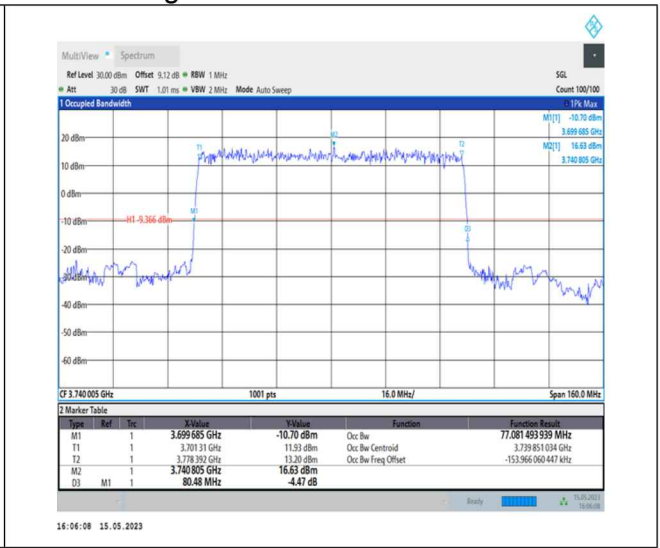 MultiView Spectrum
Ref Level 30.00 dBm Offset 9.12 dB RBW 1 MHz SGL
Att 30 dB SWT 1.01 ms VBW 2 MHz Mode Auto Sweep Count 100/100
1 Occupied Bandwidth 1Pk Max
M1[1] -10.70 dBm
3.699 685 GHz
M2[1] 16.63 dBm
3.740 805 GHz
20 dBm
M2
T1
T2
10 dBm
0 dBm
M1
-10 dBm
HT -9.366 dBm
D3
-20 dBm
-30 dBm
-40 dBm
-50 dBm
-60 dBm
CF 3.740 005 GHz 1001 pts 16.0 MHz/ Span 160.0 MHz
2 Marker Table
Type Ref Trc X-Value Y-Value Function Function Result
M1 1 3.699 685 GHz -10.70 dBm Occ Bw 77.081 493 939 MHz
T1 1 3.701 31 GHz 11.93 dBm Occ Bw Centroid 3.739 851 034 GHz
T2 1 3.778 392 GHz 13.20 dBm Occ Bw Freq Offset -153.966 060 447 kHz
M2 1 3.740 805 GHz 16.63 dBm
D3 M1 1 80.48 MHz -4.47 dB
Ready 15.05.2023
16:06:08
16:06:08 15.05.2023